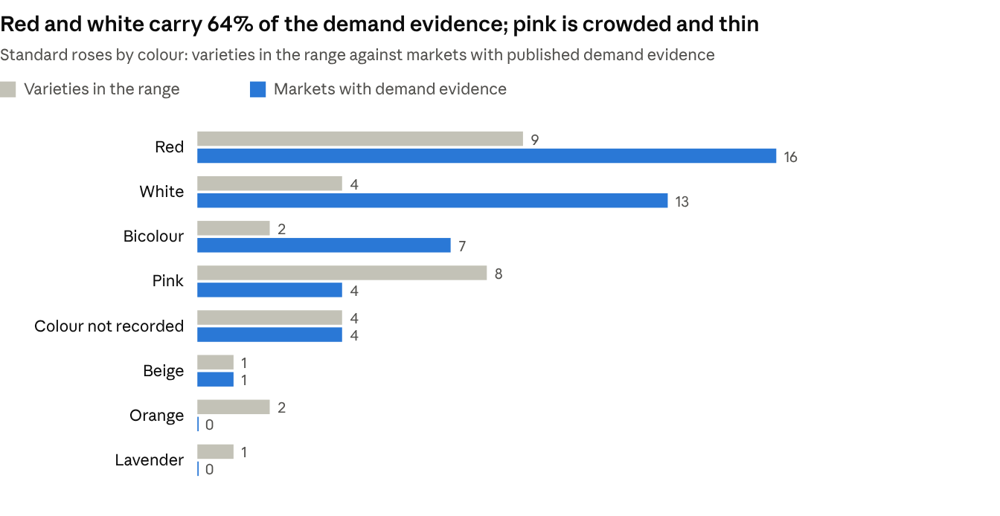 Red and white carry 64% of the demand evidence; pink is crowded and thin
Standard roses by colour: varieties in the range against markets with published demand evidence
Varieties in the range
Markets with demand evidence
Red
9
16
White
4
13
Bicolour
2
7
Pink
8
4
Colour not recorded
4
4
Beige
1
1
Orange
2
0
Lavender
1
0